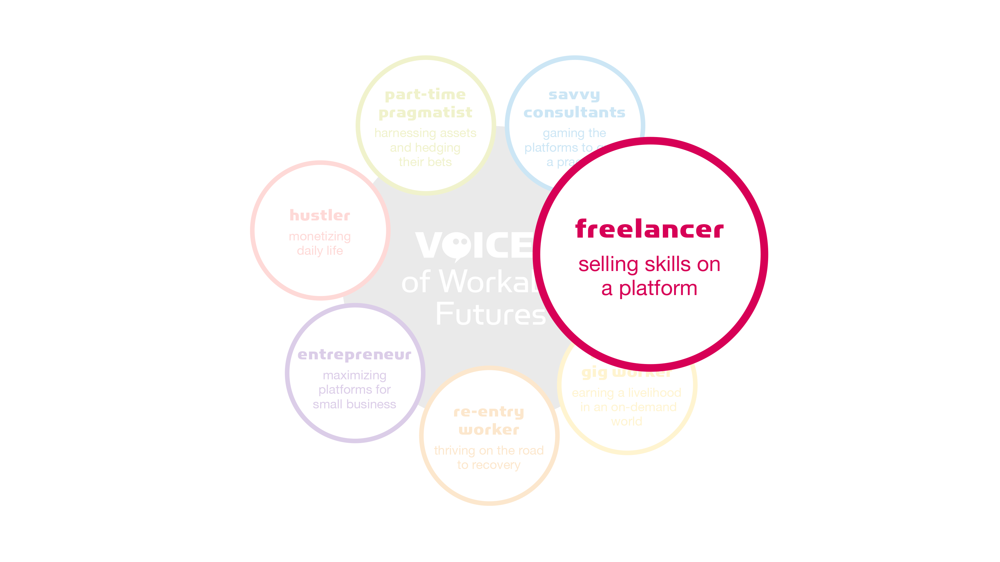 part-time
pragmatist
harnessing assets
and hedging
their bets
savvy
consultants
gaming the
platforms to
a
hustler
monetizing
daily life
VOICE
of
Futures
freelancer
selling skills on
a platform
entrepreneur
maximizing
platforms for
small business
re-entry
worker
thriving on the road
to recovery
gig worker
earning a livelihood
in an on-demand
world